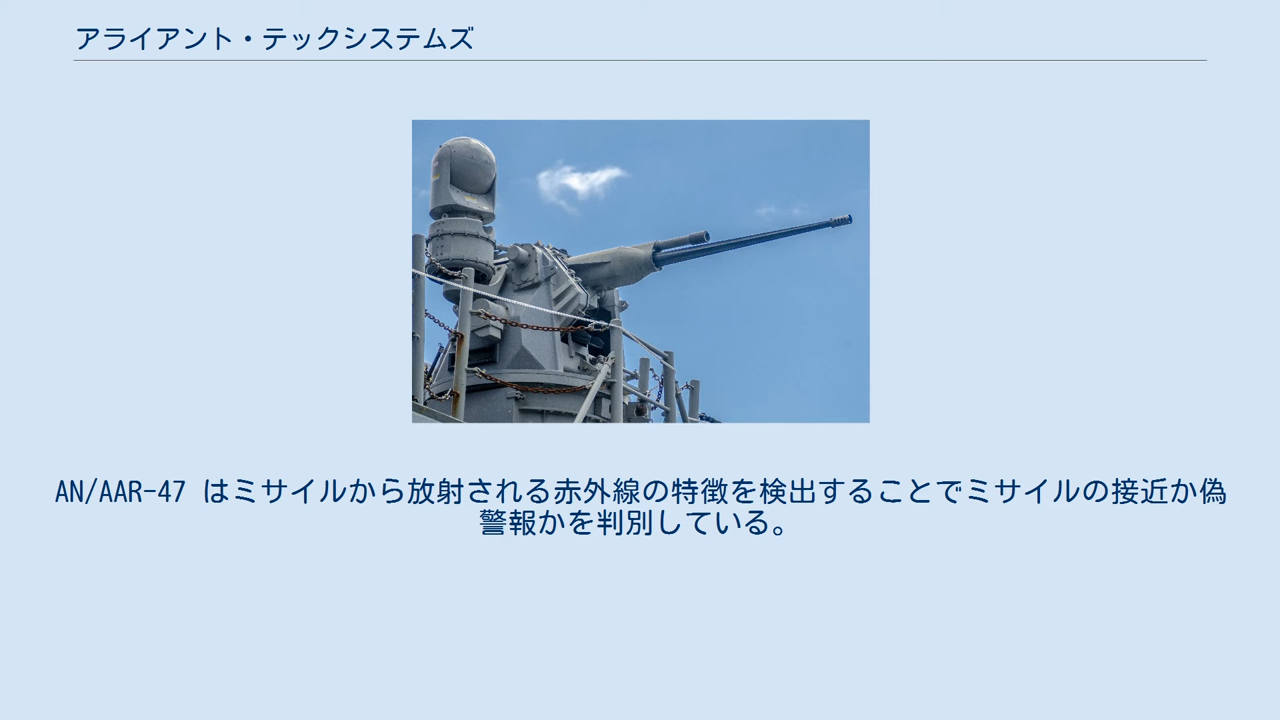 アライアント・テックシステムズ
AN/AAR-47 はミサイルから放射される赤外線の特徴を検出することでミサイルの接近か偽
警報かを判別している。